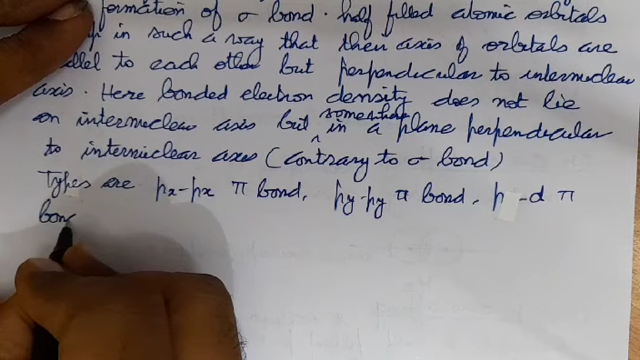 formation of σ bond. half filled atomic orbitals
in such a way that then axis of orbitals are
to each other but perpendicular to internuclear
axis. Here bonded electron density does not lie
on internuclear axis but somewhat in a plane perpendicular
to internuclear axes (contrary to σ bond)
Types are px-px π bond, py-py π bond, p -d π
bon